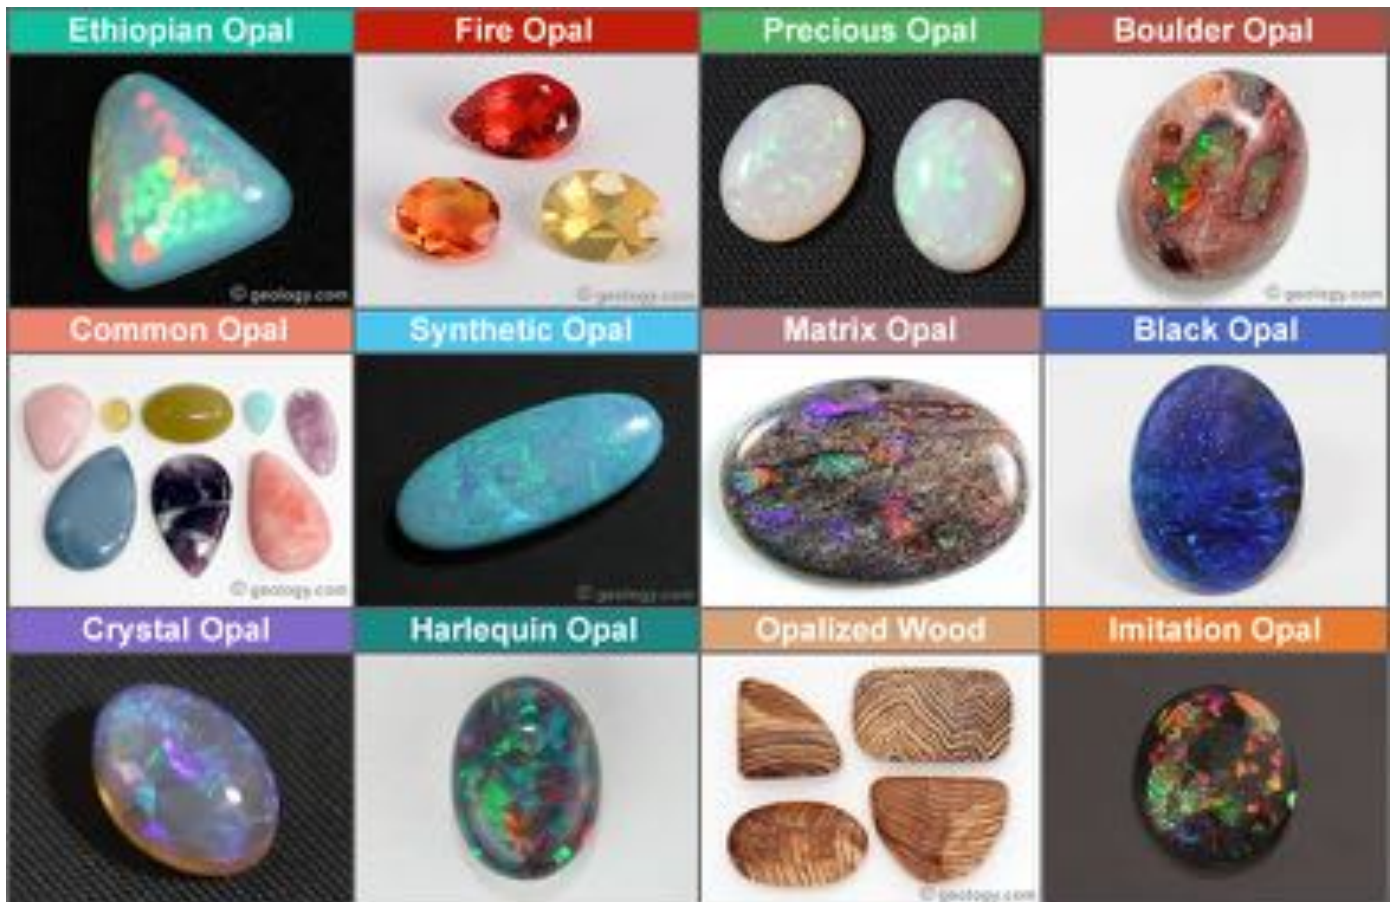 Ethiopian Opal
Fire Opal
Precious Opal
Boulder Opal
© geology.com
© geology.com
© geology.com
Common Opal
Synthetic Opal
Matrix Opal
Black Opal
© geology.com
© geology.com
Crystal Opal
Harlequin Opal
Opalized Wood
Imitation Opal
© geology.com